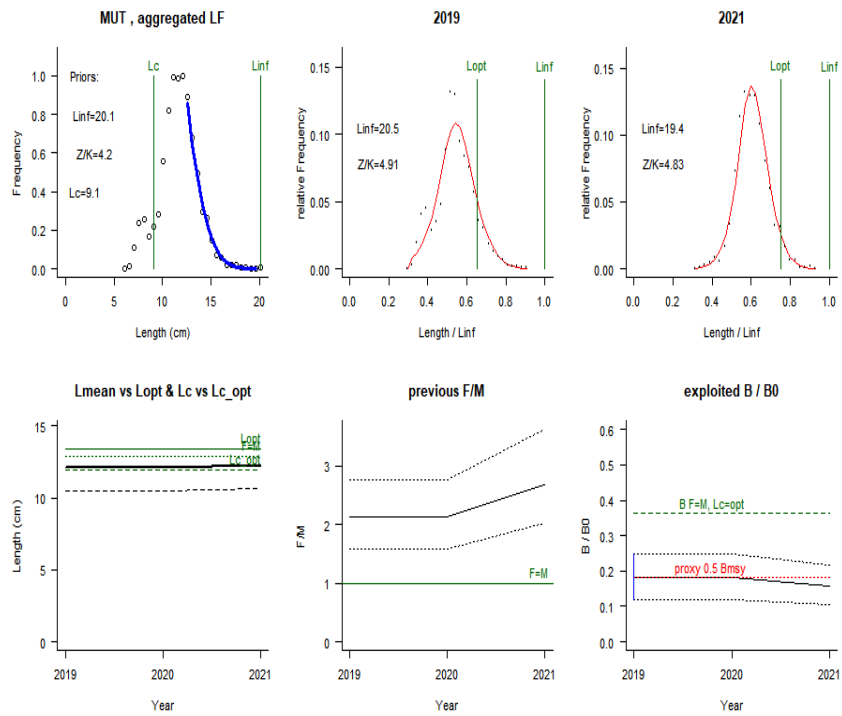 MUT , aggregated LF
Frequency
1.0
0.8
0.6
0.4
0.2
0.0
Priors:
Linf=20.1
Z/K=4.2
Lc=9.1
Lc
Linf
0
5
10
15
20
Length (cm)
2019
relative Frequency
0.15
0.10
0.05
0.00
Linf=20.5
Z/K=4.91
Lopt
Linf
0.0
0.2
0.4
0.6
0.8
1.0
Length / Linf
2021
relative Frequency
0.15
0.10
0.05
0.00
Linf=19.4
Z/K=4.83
Lopt
Linf
0.0
0.2
0.4
0.6
0.8
1.0
Length / Linf
Lmean vs Lopt & Lc vs Lc_opt
Length (cm)
15
10
5
0
Lopt
F=M
Lc_opt
2019
2020
2021
Year
previous F/M
F/M
3
2
1
0
F=M
2019
2020
2021
Year
exploited B / B0
B / B0
0.6
0.5
0.4
0.3
0.2
0.1
0.0
B F=M, Lc=opt
proxy 0.5 Bmsy
2019
2020
2021
Year